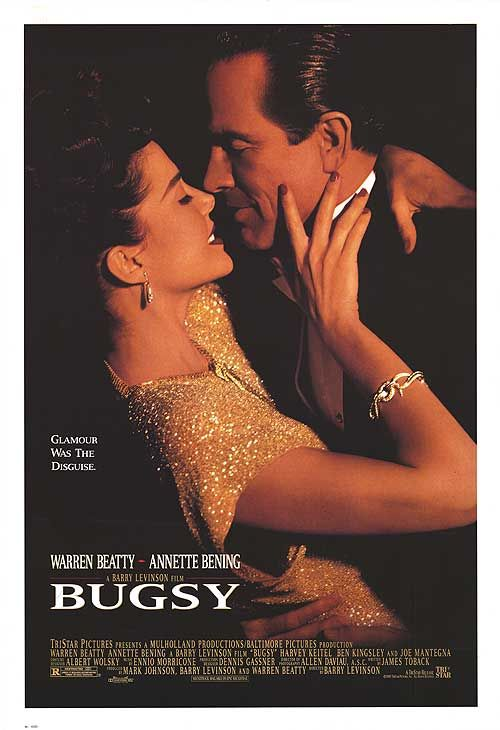 GLAMOUR
WAS THE
DISGUISE.
WARREN BEATTY - ANNETTE BENING
A BARRY LEVINSON FILM
BUGSY
TRISTAR PICTURES PRESENTS A MULHOLLAND PRODUCTIONS/BALTIMORE PICTURES PRODUCTION
WARREN BEATTY ANNETTE BENING A BARRY LEVINSON FILM "BUGSY" HARVEY KEITEL BEN KINGSLEY AND JOE MANTEGNA
ALBERT WOLSKY ENNIO MORRICONE DENNIS GASSNER ALLEN DAVIAU, A.S.C. JAMES TOBACK
R RESTRICTED MARK JOHNSON, BARRY LEVINSON AND WARREN BEATTY BARRY LEVINSON
TRI STAR